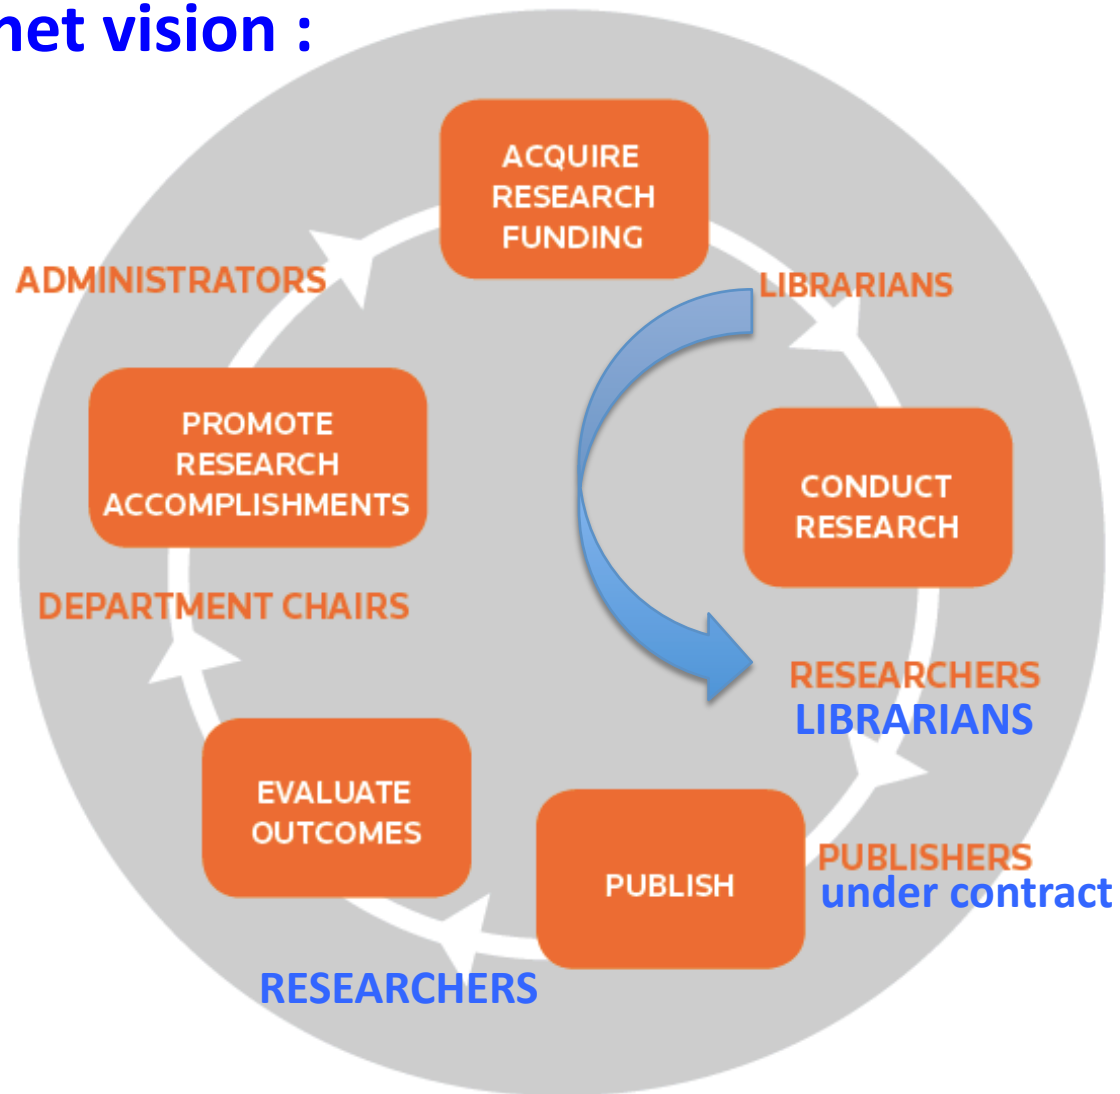 net vision :
ACQUIRE
RESEARCH
FUNDING
ADMINISTRATORS
LIBRARIANS
PROMOTE
RESEARCH
ACCOMPLISHMENTS
CONDUCT
RESEARCH
DEPARTMENT CHAIRS
RESEARCHERS
LIBRARIANS
EVALUATE
OUTCOMES
PUBLISH
PUBLISHERS
under contract
RESEARCHERS